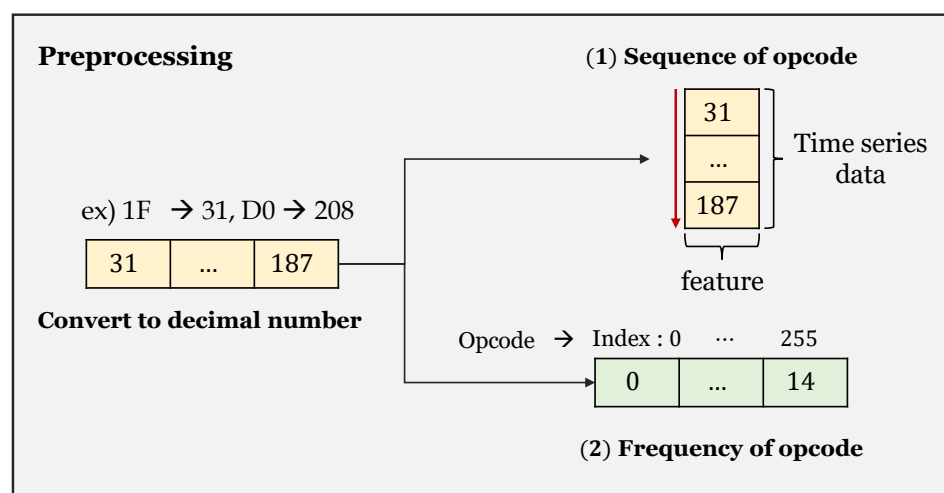 Preprocessing
(1) Sequence of opcode
31
...
187
Time series
data
feature
ex) 1F → 31, D0 → 208
31 ... 187
Convert to decimal number
Opcode → Index : 0 ... 255
0 ... 14
(2) Frequency of opcode